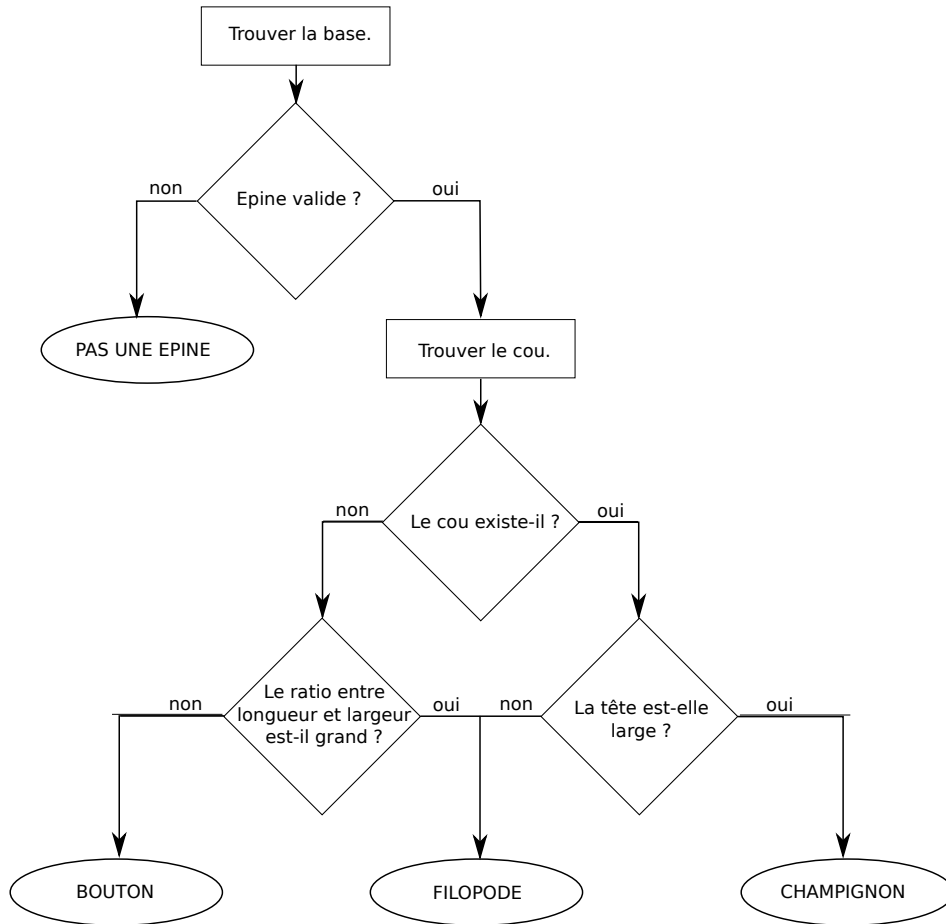 Trouver la base.
non
Epine valide ?
oui
PAS UNE EPINE
Trouver le cou.
non
Le cou existe-il ?
oui
non
Le ratio entre
longueur et largeur
est-il grand ?
oui
non
La tête est-elle
large ?
oui
BOUTON
FILOPODE
CHAMPIGNON